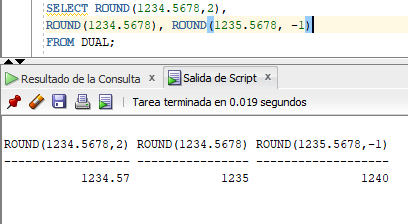 SELECT ROUND(1234.5678,2),
ROUND(1234.5678), ROUND(1235.5678, -1)
FROM DUAL;
Resultado de la Consulta x Salida de Script x
Tarea terminada en 0.019 segundos
ROUND(1234.5678,2) ROUND(1234.5678) ROUND(1235.5678,-1)
------------------ ---------------- -------------------
1234.57 1235 1240